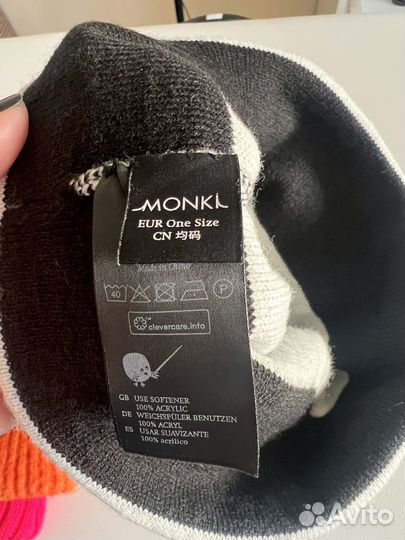 MONKI
EUR One Size
CN 均码
Made in China
40 P
clevercare.info
GB USE SOFTENER
100% ACRYLIC
DE WEICHSPÜLER BENUTZEN
100% ACRYL
ES USAR SUAVIZANTE
100% acrílico
Avito